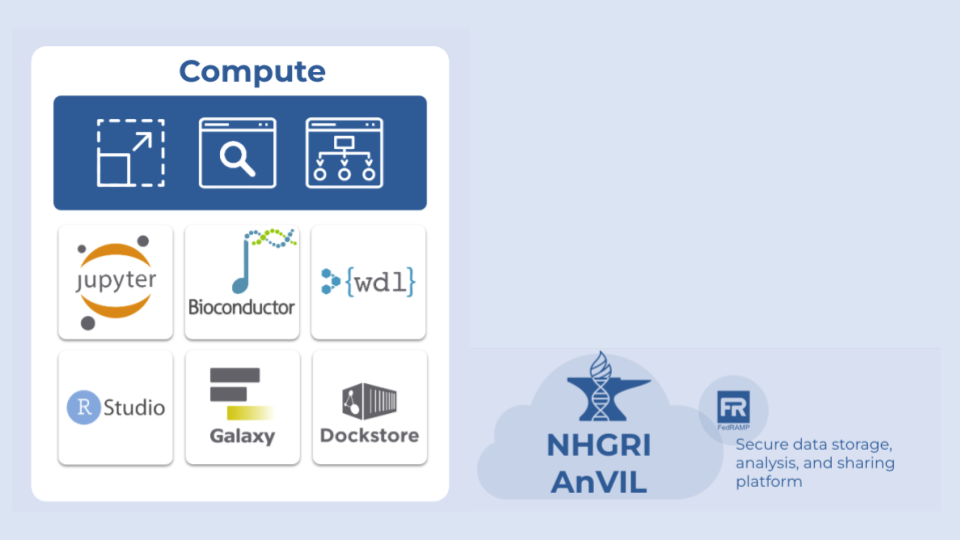 Compute
jupyter
Bioconductor
{wdl}
R Studio
Galaxy
Dockstore
NHGRI
AnVIL
FR
FedRAMP
Secure data storage,
analysis, and sharing
platform